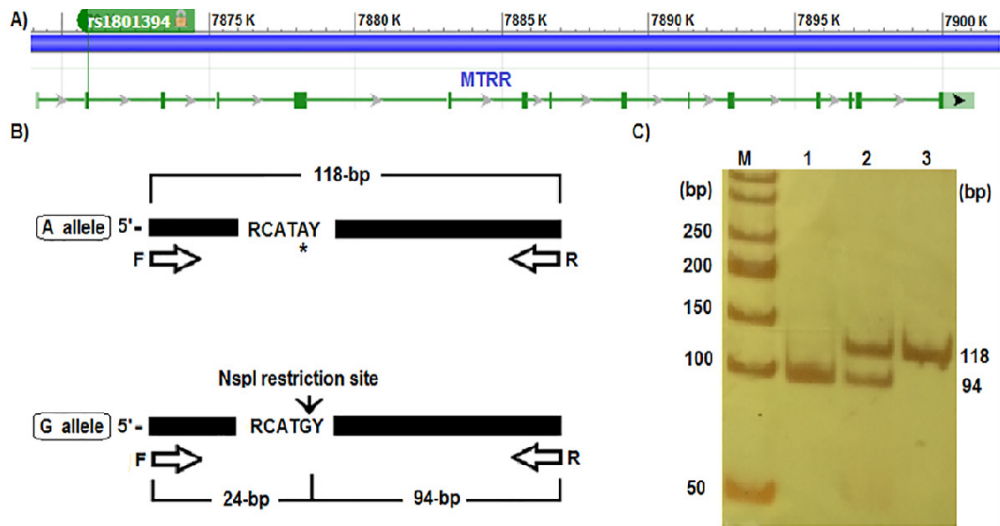 A)
rs1801394
7875 K
7880 K
7885 K
7890 K
7895 K
7900 K
MTRR
B)
118-bp
A allele 5'-
RCATAY
*
F
R
NspI restriction site
G allele 5'-
RCATGY
F
R
24-bp
94-bp
C)
M 1 2 3
(bp)
(bp)
250
200
150
100
50
118
94